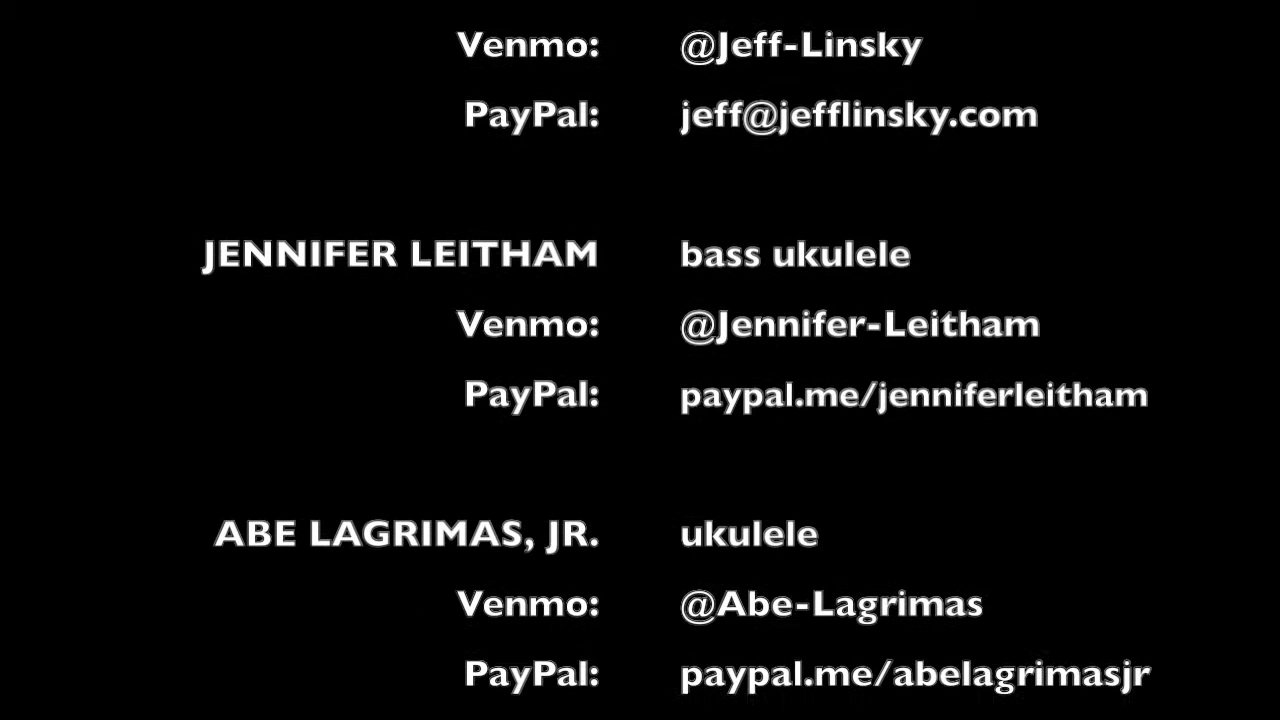 Venmo: @Jeff-Linsky
PayPal: jeff@jefflinsky.com
JENNIFER LEITHAM bass ukulele
Venmo: @Jennifer-Leitham
PayPal: paypal.me/jenniferleitham
ABE LAGRIMAS, JR. ukulele
Venmo: @Abe-Lagrimas
PayPal: paypal.me/abelagrimasjr